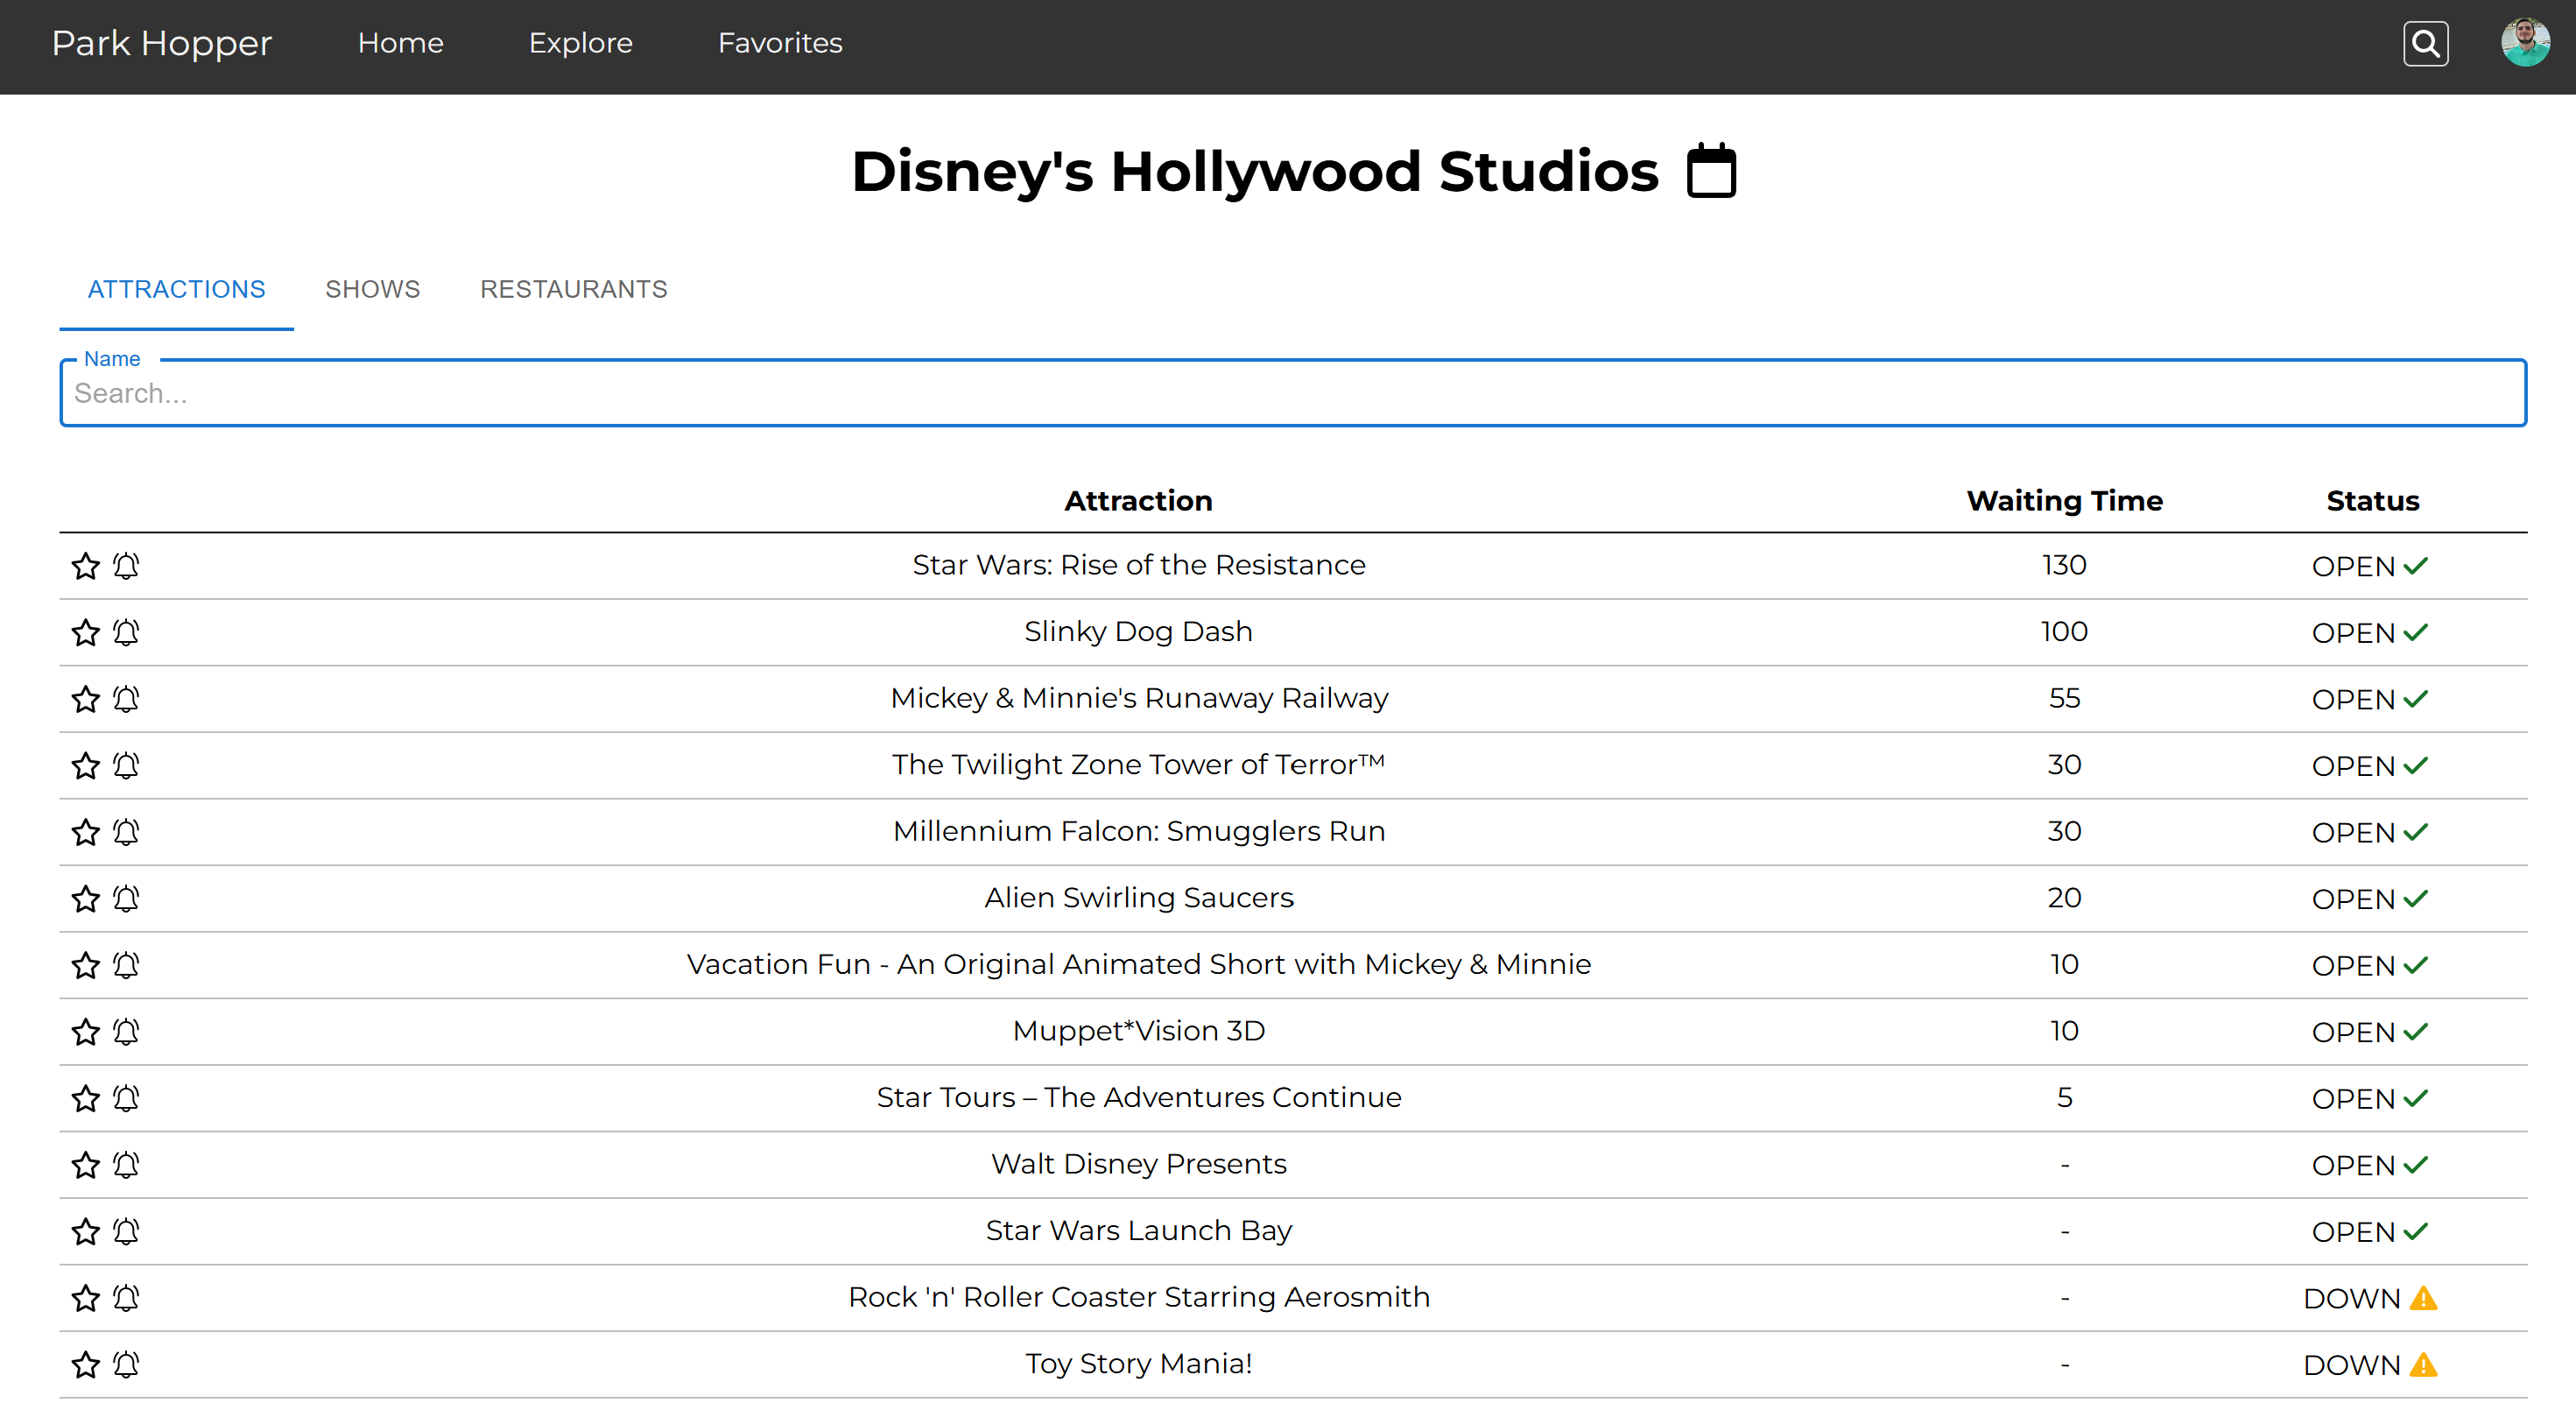 Park Hopper Home Explore Favorites
Disney's Hollywood Studios
ATTRACTIONS SHOWS RESTAURANTS
Name
Search...
Attraction Waiting Time Status
Star Wars: Rise of the Resistance 130 OPEN
Slinky Dog Dash 100 OPEN
Mickey & Minnie's Runaway Railway 55 OPEN
The Twilight Zone Tower of Terror™ 30 OPEN
Millennium Falcon: Smugglers Run 30 OPEN
Alien Swirling Saucers 20 OPEN
Vacation Fun - An Original Animated Short with Mickey & Minnie 10 OPEN
Muppet*Vision 3D 10 OPEN
Star Tours – The Adventures Continue 5 OPEN
Walt Disney Presents - OPEN
Star Wars Launch Bay - OPEN
Rock 'n' Roller Coaster Starring Aerosmith - DOWN
Toy Story Mania! - DOWN